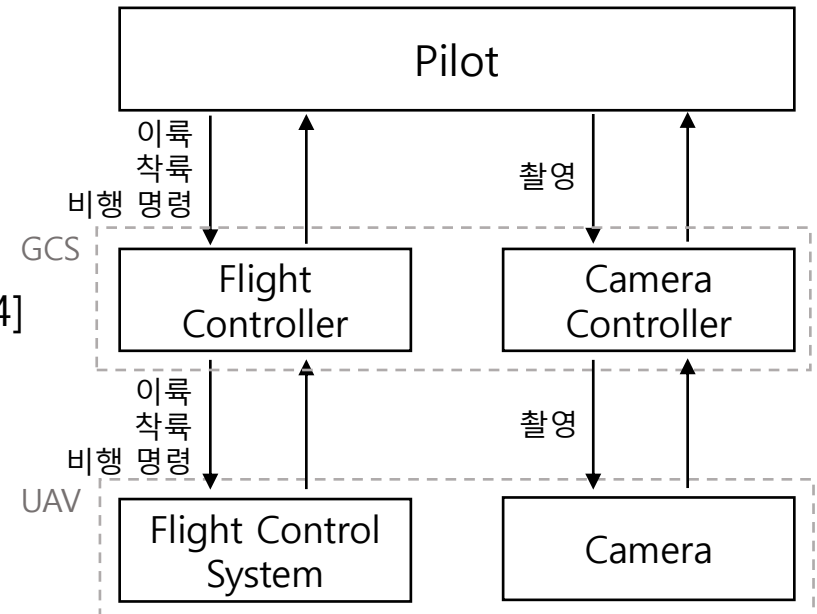 Pilot
이륙
착륙
비행 명령
촬영
GCS
Flight
Controller
Camera
Controller
4]
이륙
착륙
비행 명령
촬영
UAV
Flight Control
System
Camera